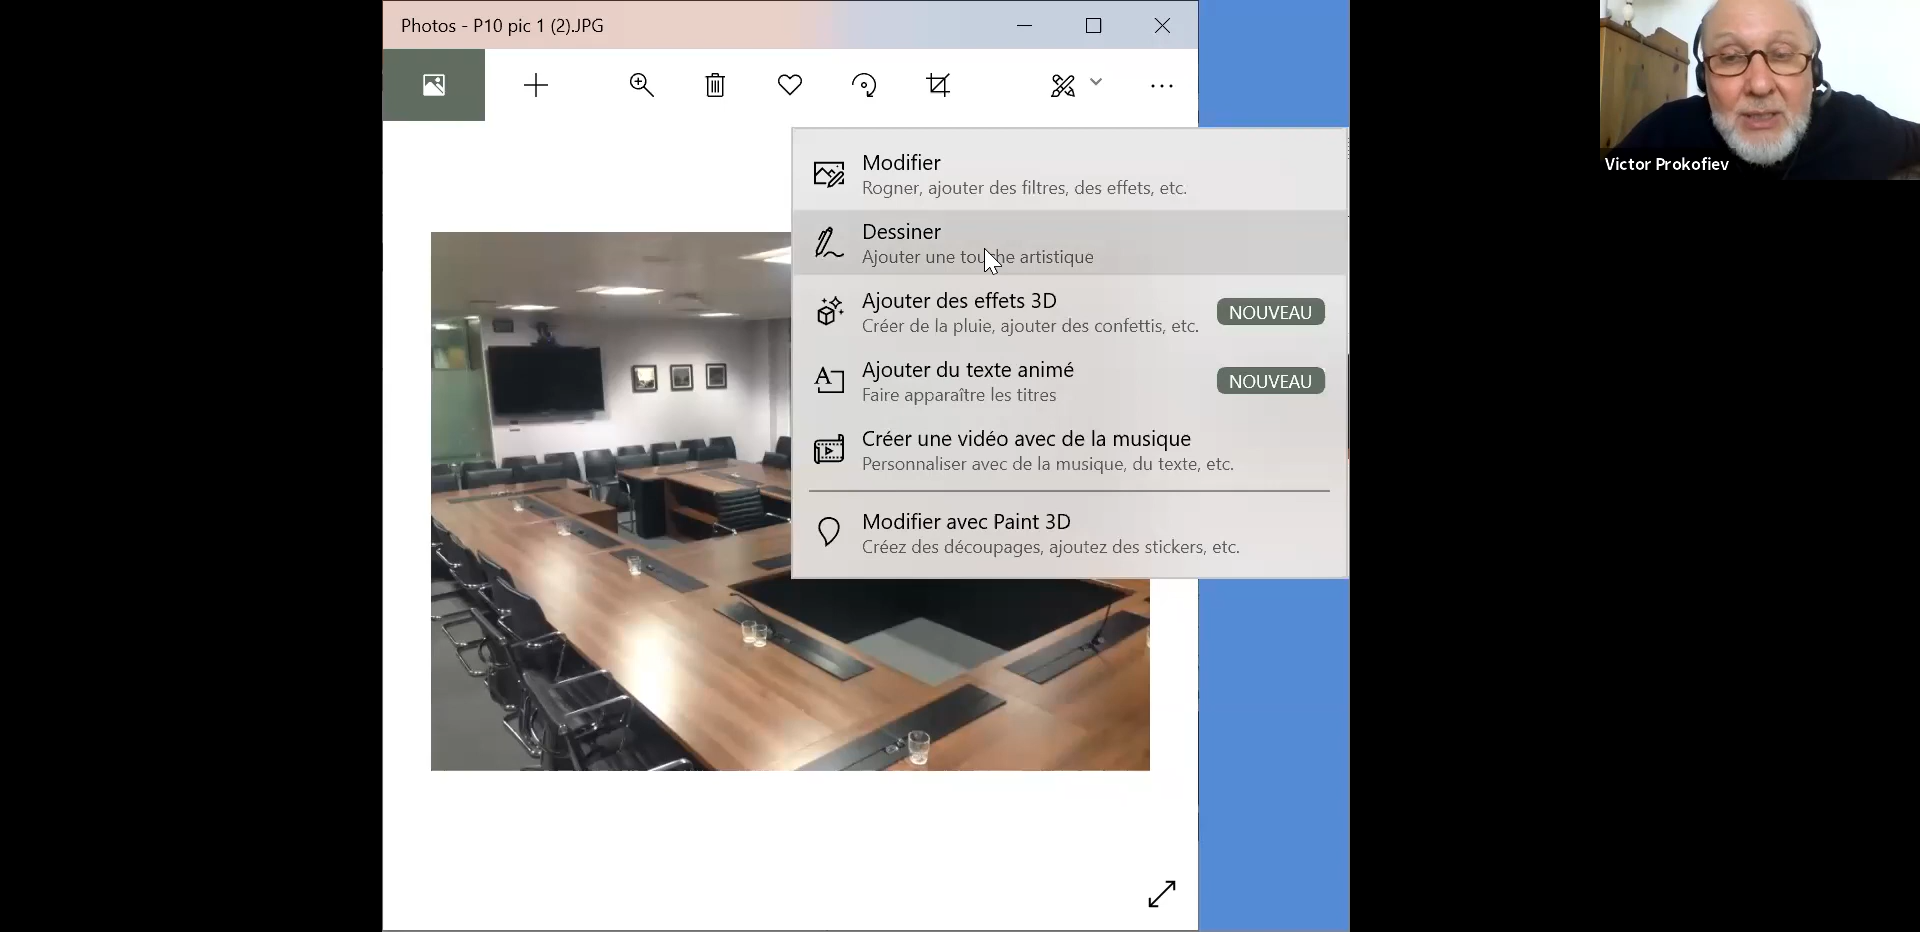 Photos - P10 pic 1 (2).JPG
Modifier
Rogner, ajouter des filtres, des effets, etc.
Dessiner
Ajouter une touche artistique
Ajouter des effets 3D
NOUVEAU
Créer de la pluie, ajouter des confettis, etc.
Ajouter du texte animé
NOUVEAU
Faire apparaître les titres
Créer une vidéo avec de la musique
Personnaliser avec de la musique, du texte, etc.
Modifier avec Paint 3D
Créez des découpages, ajoutez des stickers, etc.
Victor Prokofiev